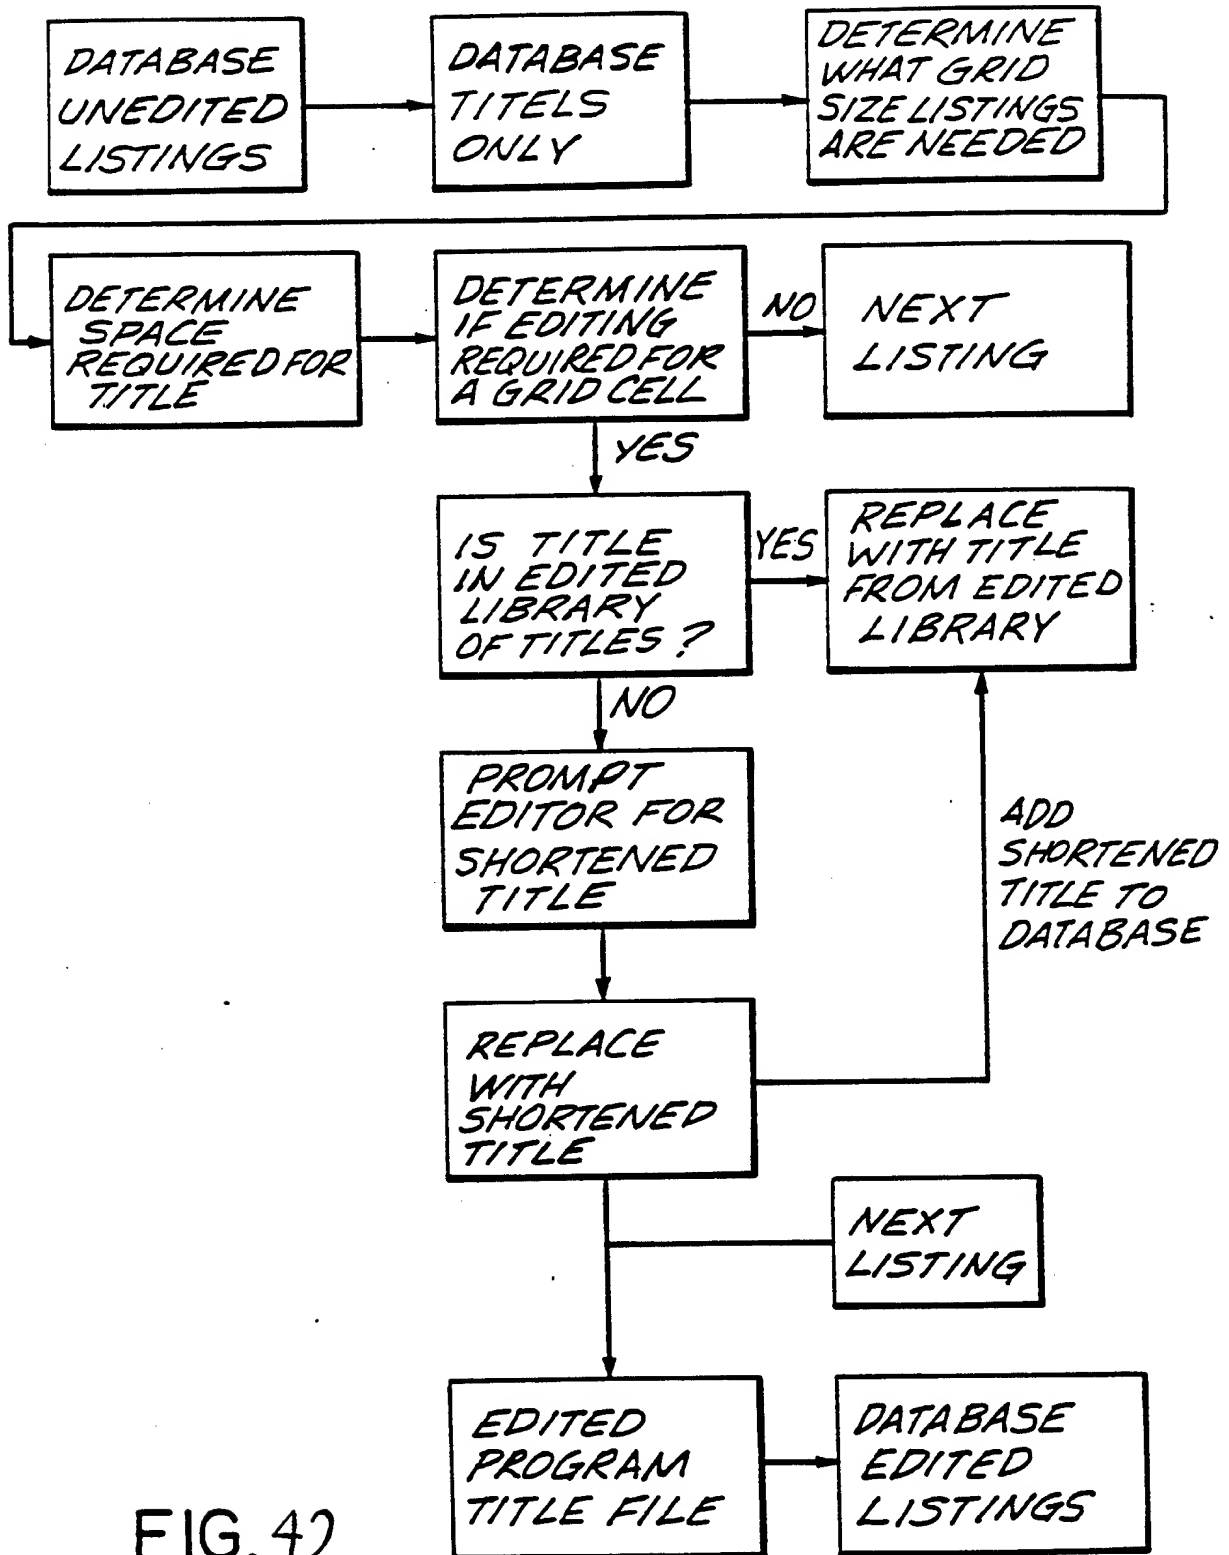 DATABASE
UNEDITED
LISTINGS
DATABASE
TITELS
ONLY
DETERMINE
WHAT GRID
SIZE LISTINGS
ARE NEEDED
DETERMINE
SPACE
REQUIRED FOR
TITLE
DETERMINE
IF EDITING
REQUIRED FOR
A GRID CELL
NO
NEXT
LISTING
YES
IS TITLE
IN EDITED
LIBRARY
OF TITLES?
YES
REPLACE
WITH TITLE
FROM EDITED
LIBRARY
NO
PROMPT
EDITOR FOR
SHORTENED
TITLE
ADD
SHORTENED
TITLE TO
DATABASE
REPLACE
WITH
SHORTENED
TITLE
NEXT
LISTING
EDITED
PROGRAM
TITLE FILE
DATABASE
EDITED
LISTINGS
FIG. 42